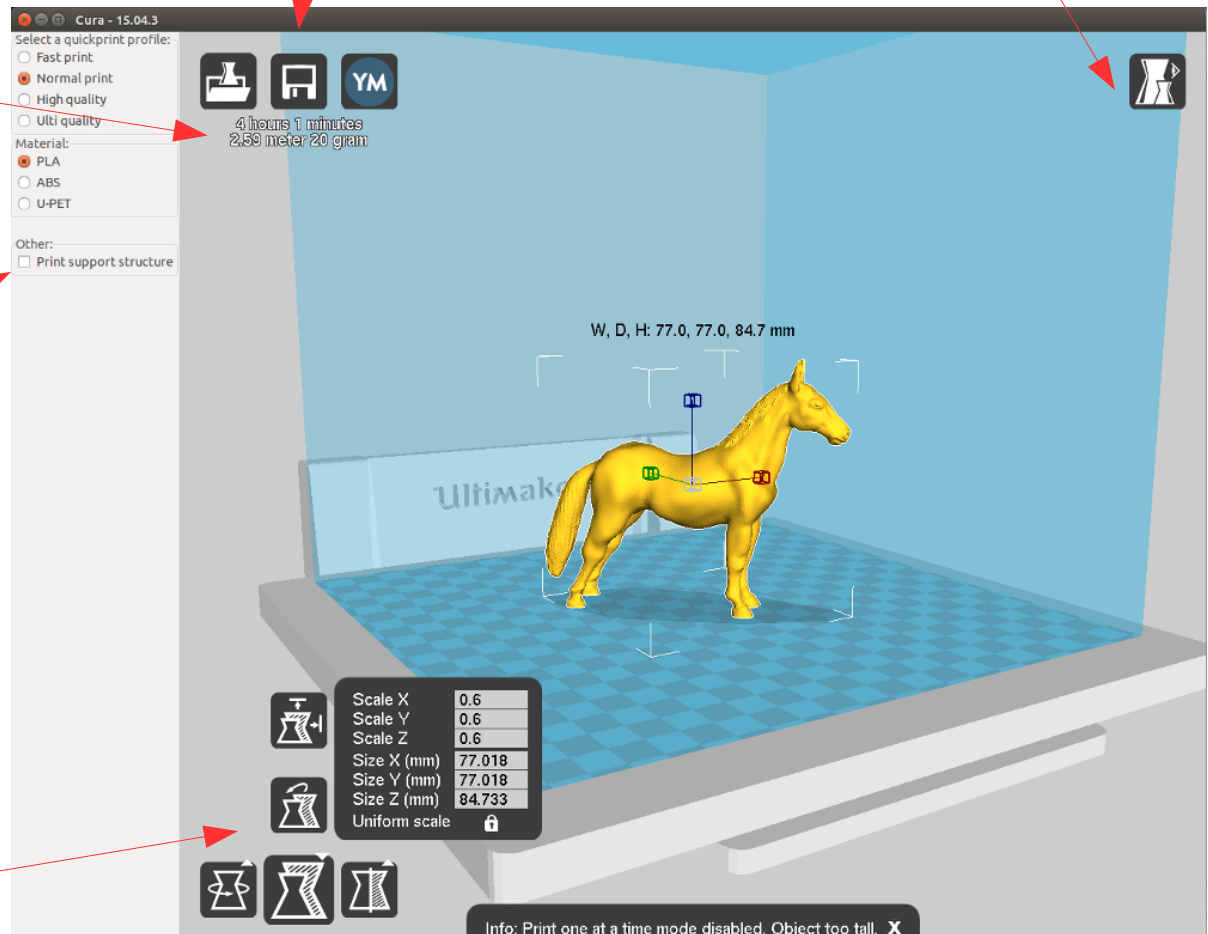 Cura - 15.04.3
Select a quickprint profile:
Fast print
Normal print
High quality
Ulti quality
Material:
PLA
ABS
U-PET
Other:
Print support structure
YM
4 hours 1 minutes
2.59 meter 20 gram
W, D, H: 77.0, 77.0, 84.7 mm
Ultimake
Scale X 0.6
Scale Y 0.6
Scale Z 0.6
Size X (mm) 77.018
Size Y (mm) 77.018
Size Z (mm) 84.733
Uniform scale
Info: Print one at a time mode disabled. Object too tall. X